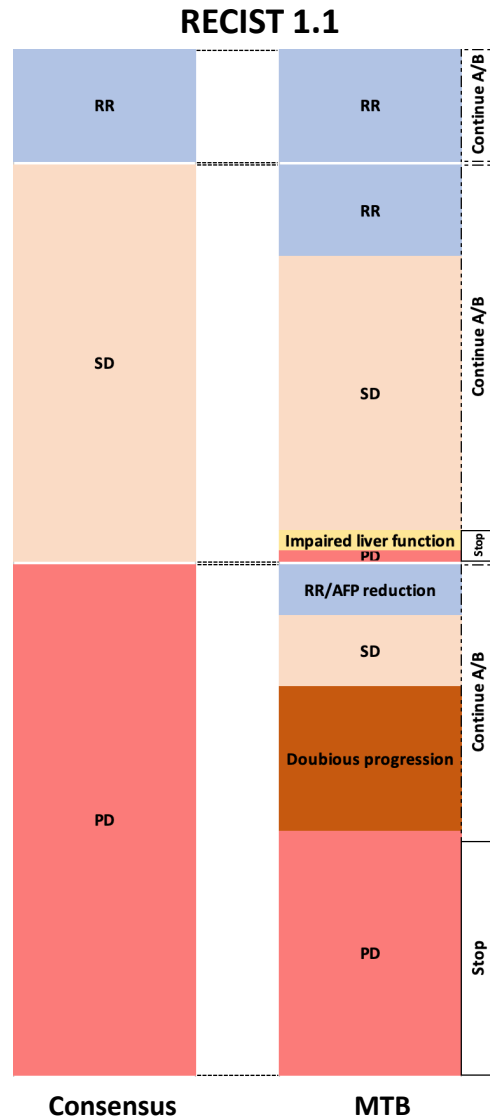 RECIST 1.1
RR
RR
Continue A/B
RR
SD
SD
Continue A/B
Impaired liver function
PD
Stop
RR/AFP reduction
SD
Continue A/B
Doubious progression
PD
PD
Stop
Consensus
MTB